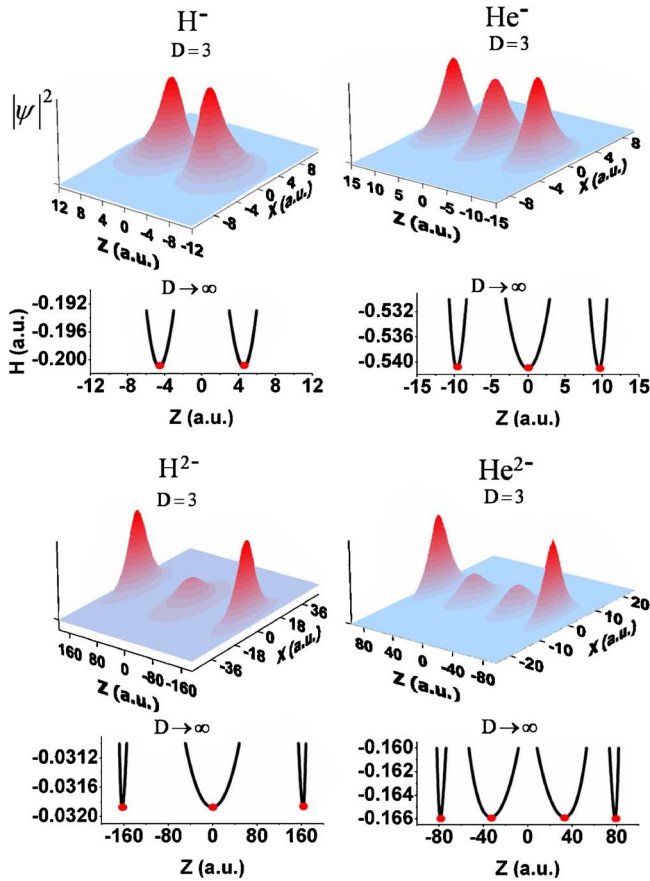 H⁻
D=3
|ψ|²
12 8 4 0 -4 -8 -12
Z (a.u.)
-8 -4 0 4 8
X (a.u.)
He⁻
D=3
15 10 5 0 -5 -10 -15
Z (a.u.)
-8 -4 0 4 8
X (a.u.)
D→∞
H (a.u.)
-0.192
-0.196
-0.200
-12 -8 -4 0 4 8 12
Z (a.u.)
D→∞
-0.532
-0.536
-0.540
-15 -10 -5 0 5 10 15
Z (a.u.)
H²⁻
D=3
160 80 0 -80 -160
Z (a.u.)
-36 -18 0 18 36
X (a.u.)
He²⁻
D=3
80 40 0 -40 -80
Z (a.u.)
-20 -10 0 10 20
X (a.u.)
D→∞
-0.0312
-0.0316
-0.0320
-160 -80 0 80 160
Z (a.u.)
D→∞
-0.160
-0.162
-0.164
-0.166
-80 -40 0 40 80
Z (a.u.)